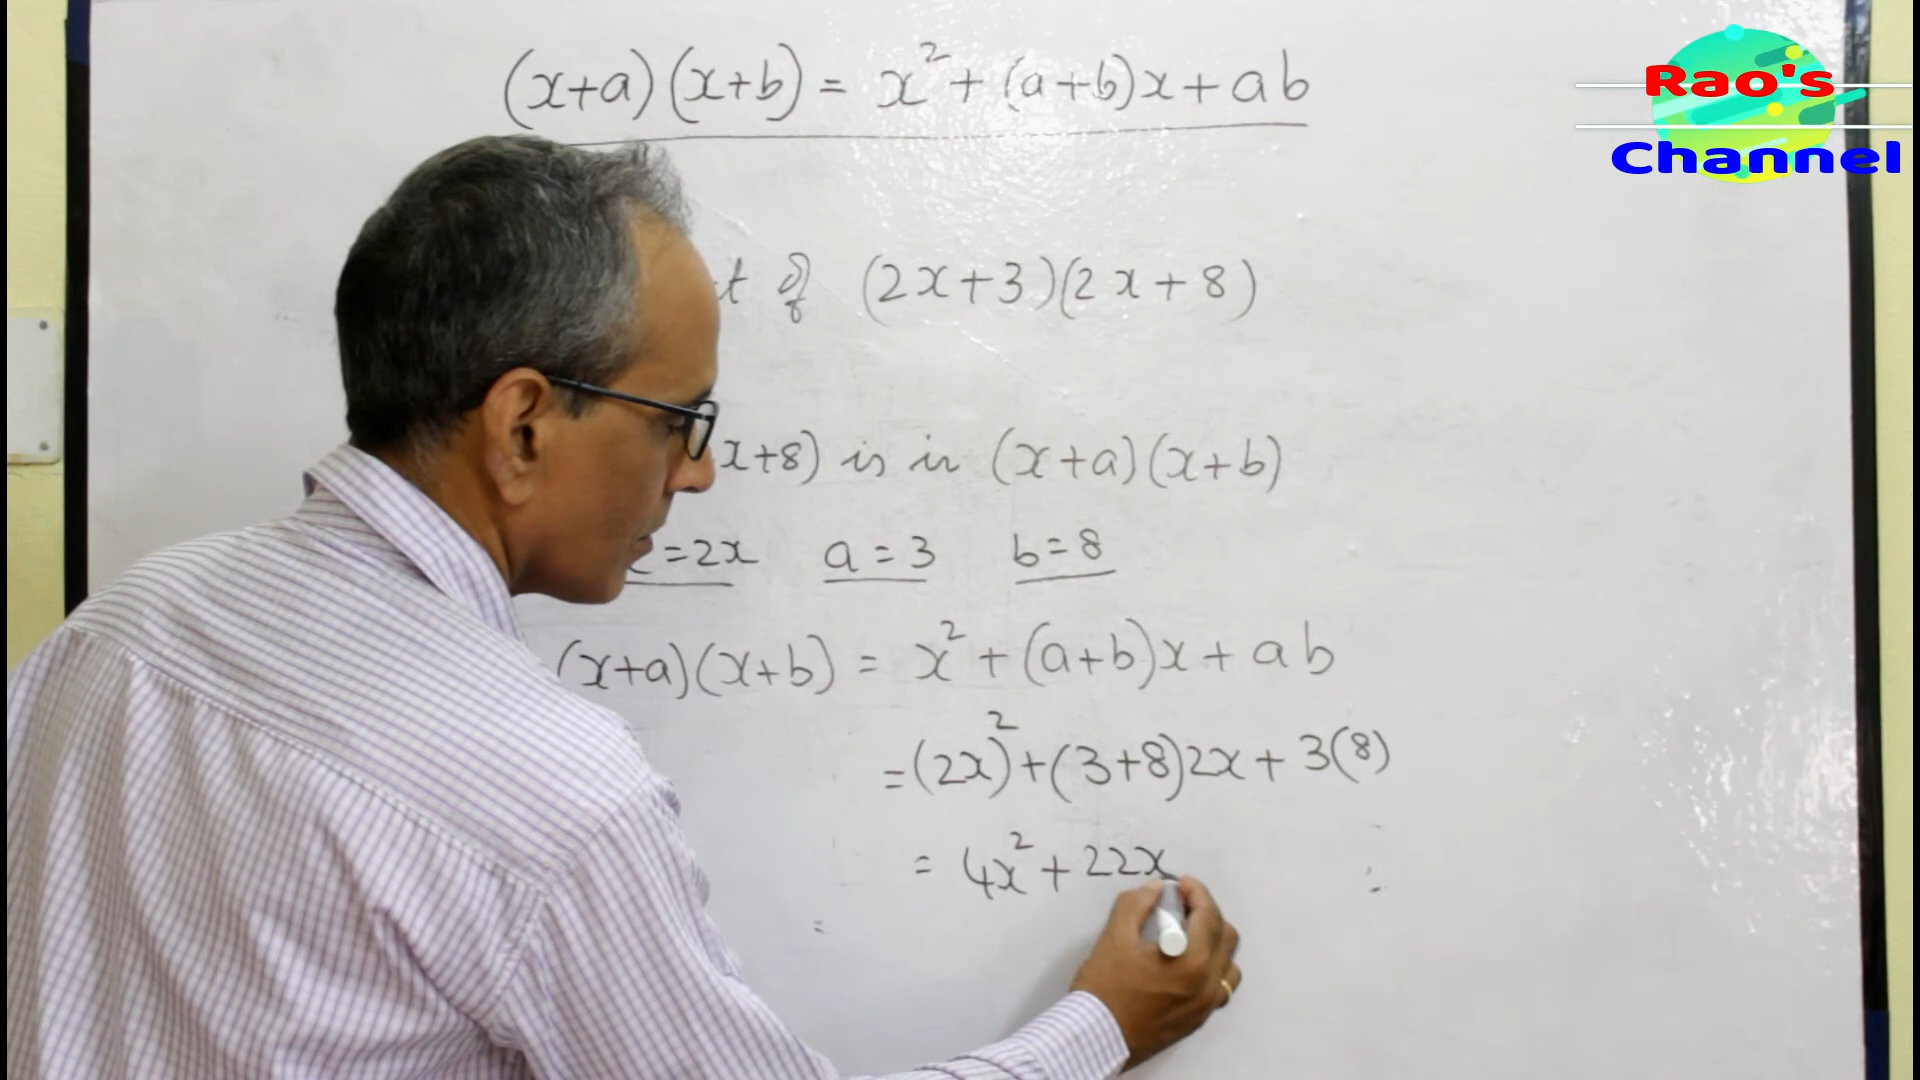 (x+a)(x+b) = x²+(a+b)x+ab
Rao's
Channel
of (2x+3)(2x+8)
x+8) is in (x+a)(x+b)
=2x a=3 b=8
(x+a)(x+b) = x²+(a+b)x+ab
=(2x)²+(3+8)2x+3(8)
= 4x²+22x